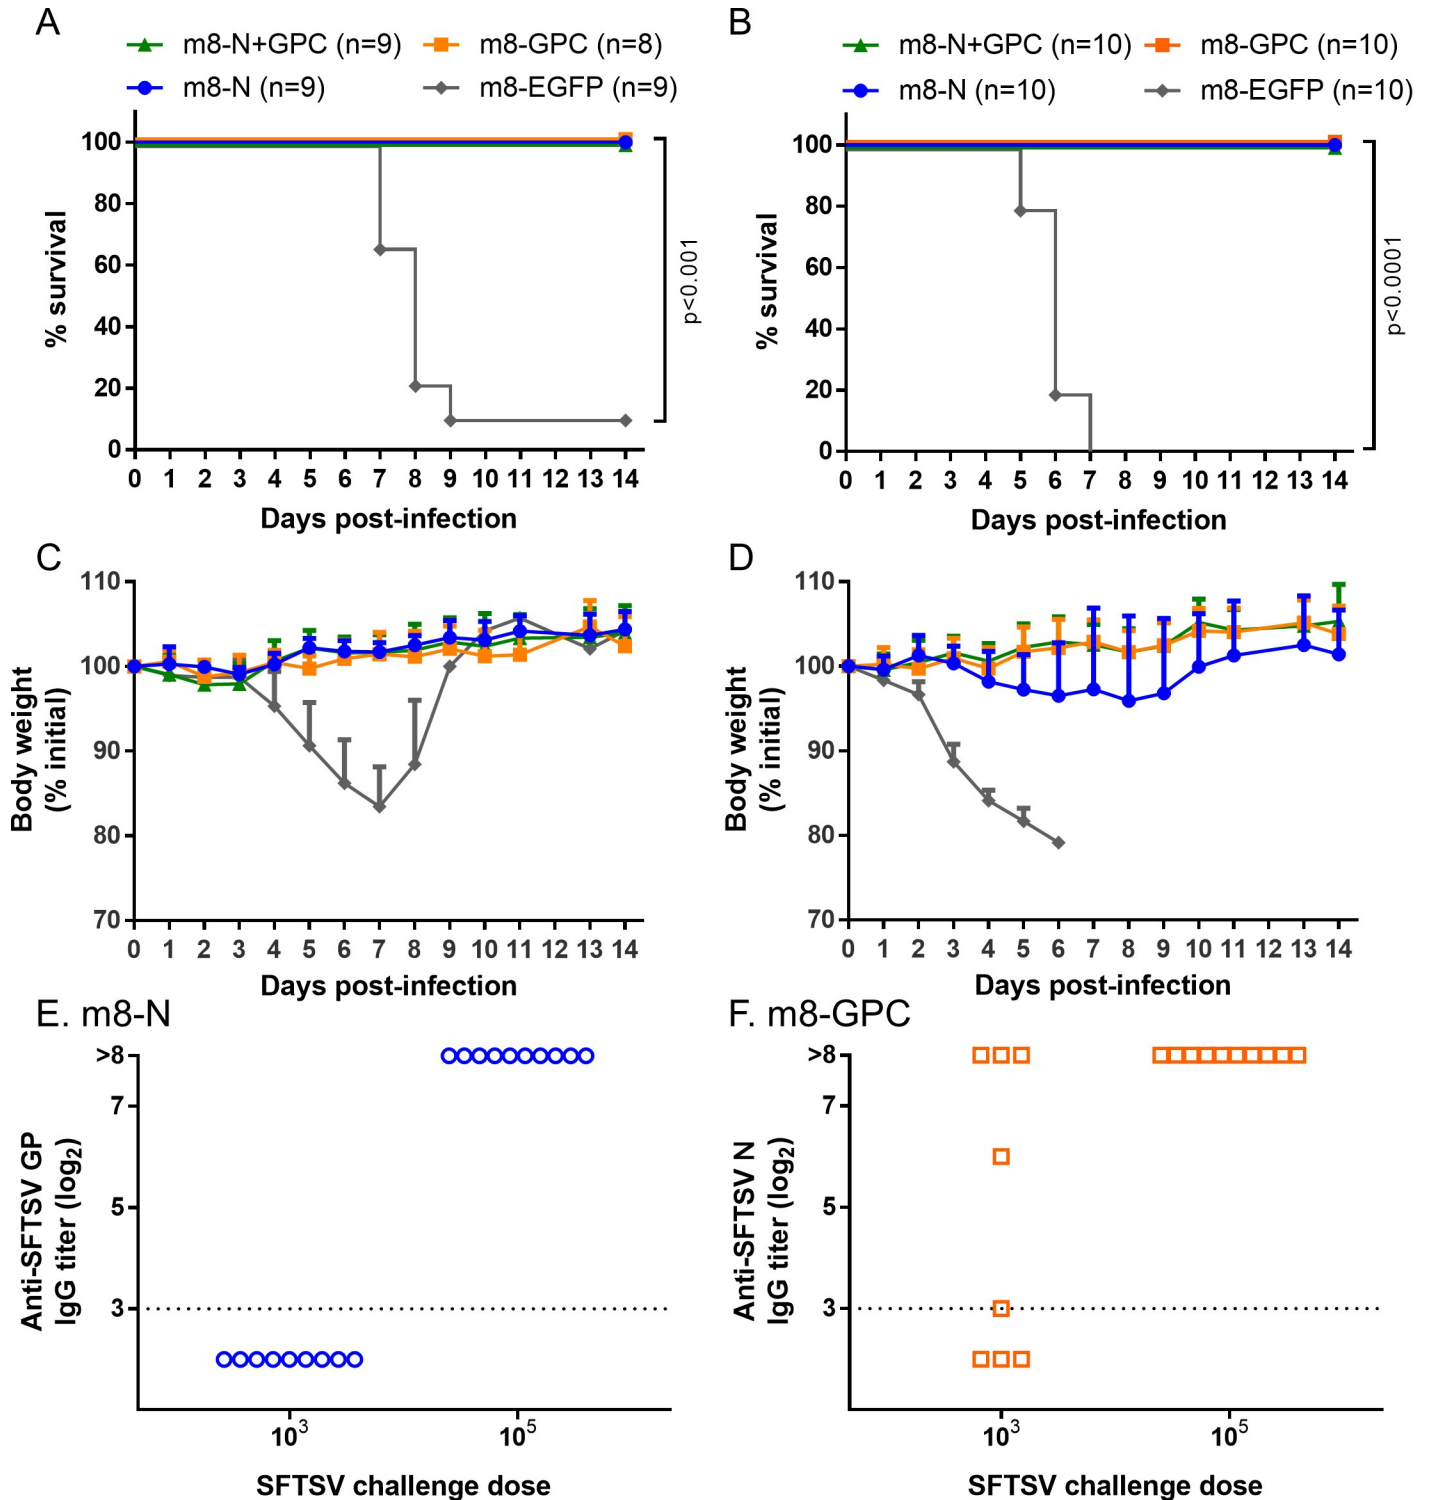 A
m8-N+GPC (n=9)
m8-GPC (n=8)
m8-N (n=9)
m8-EGFP (n=9)
% survival
100
80
60
40
20
0
0 1 2 3 4 5 6 7 8 9 10 11 12 13 14
Days post-infection
p<0.001
B
m8-N+GPC (n=10)
m8-GPC (n=10)
m8-N (n=10)
m8-EGFP (n=10)
% survival
100
80
60
40
20
0
0 1 2 3 4 5 6 7 8 9 10 11 12 13 14
Days post-infection
p<0.0001
C
Body weight
(% initial)
110
100
90
80
70
0 1 2 3 4 5 6 7 8 9 10 11 12 13 14
Days post-infection
D
Body weight
(% initial)
110
100
90
80
70
0 1 2 3 4 5 6 7 8 9 10 11 12 13 14
Days post-infection
E. m8-N
Anti-SFTSV GP
IgG titer (log₂)
>8
7
5
3
10³ 10⁵
SFTSV challenge dose
F. m8-GPC
Anti-SFTSV N
IgG titer (log₂)
>8
7
5
3
10³ 10⁵
SFTSV challenge dose